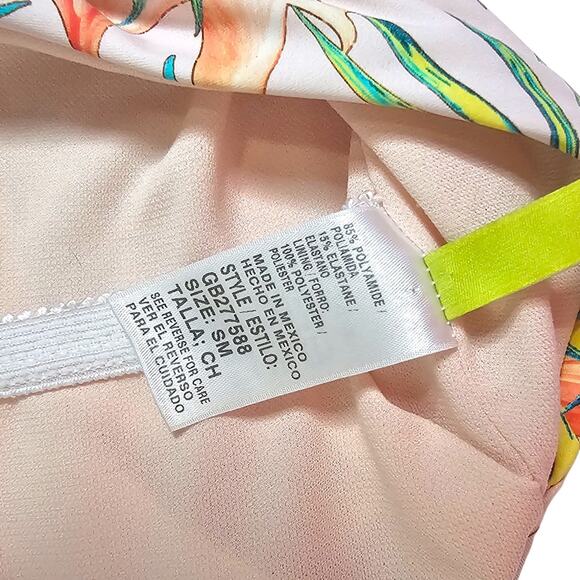 85% POLYAMIDE /
POLIAMIDA
15% ELASTANE /
ELASTANO
LINING / FORRO:
100% POLYESTER /
POLIESTER
MADE IN MEXICO
HECHO EN MEXICO
STYLE / ESTILO:
GB277588
SIZE: SM
TALLA: CH
SEE REVERSE FOR CARE
VER EL REVERSO
PARA EL CUIDADO